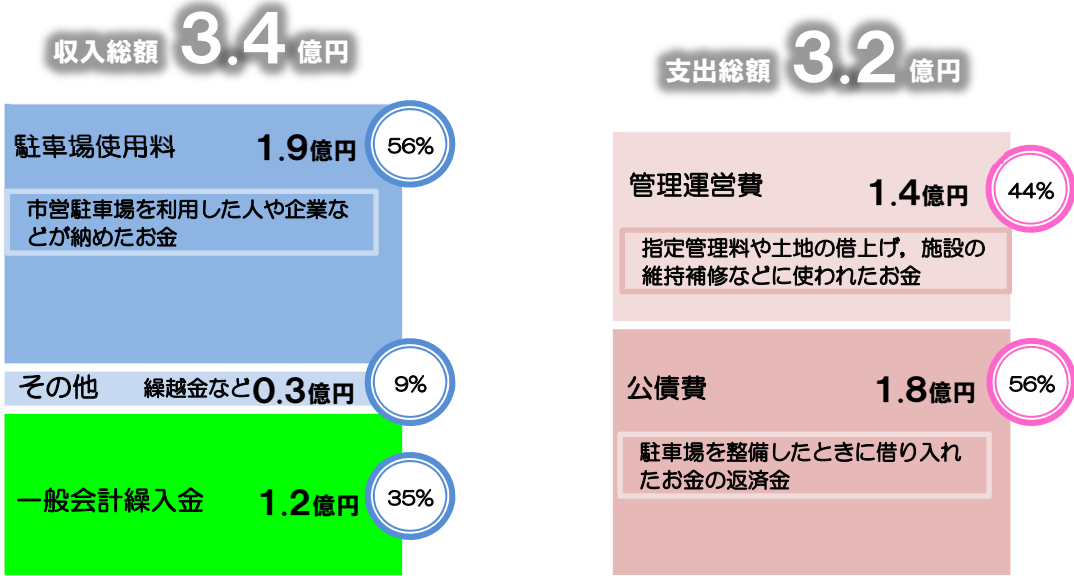 収入総額 3.4 億円
駐車場使用料 1.9億円 56%
市営駐車場を利用した人や企業な
どが納めたお金
その他 繰越金など0.3億円 9%
一般会計繰入金 1.2億円 35%
支出総額 3.2 億円
管理運営費 1.4億円 44%
指定管理料や土地の借上げ，施設の
維持補修などに使われたお金
公債費 1.8億円 56%
駐車場を整備したときに借り入れ
たお金の返済金